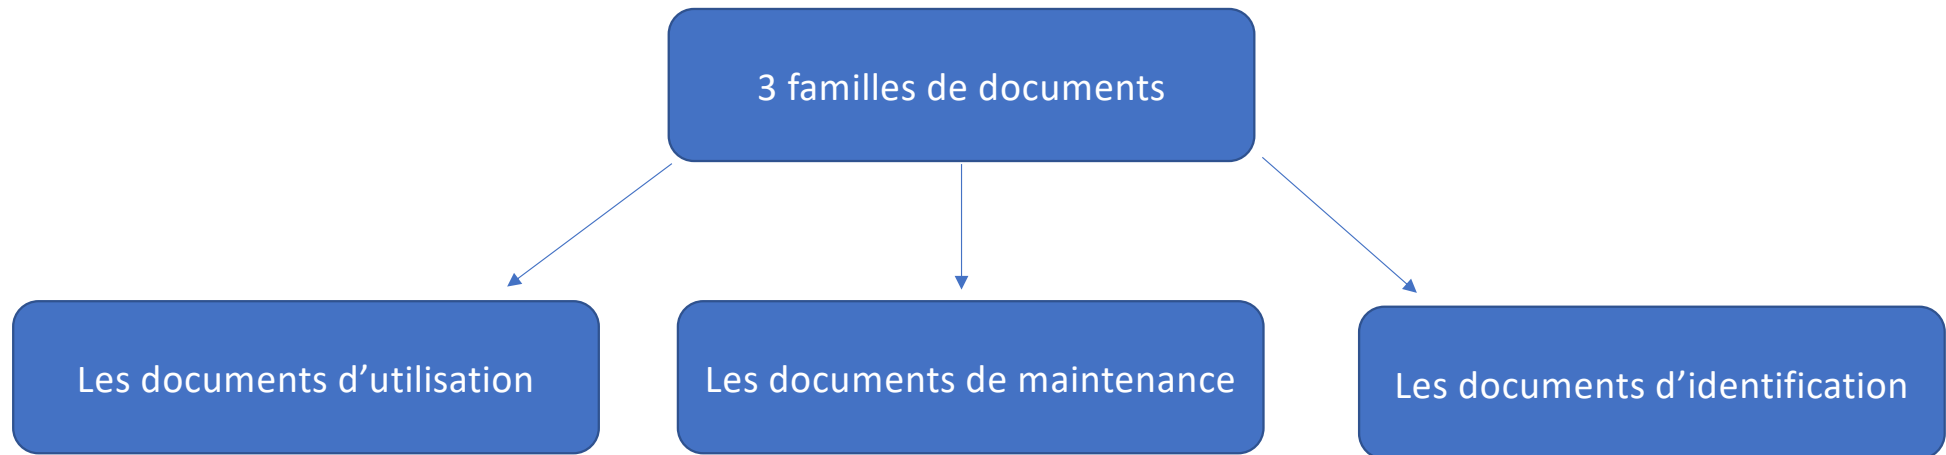 3 familles de documents
Les documents d’utilisation
Les documents de maintenance
Les documents d’identification